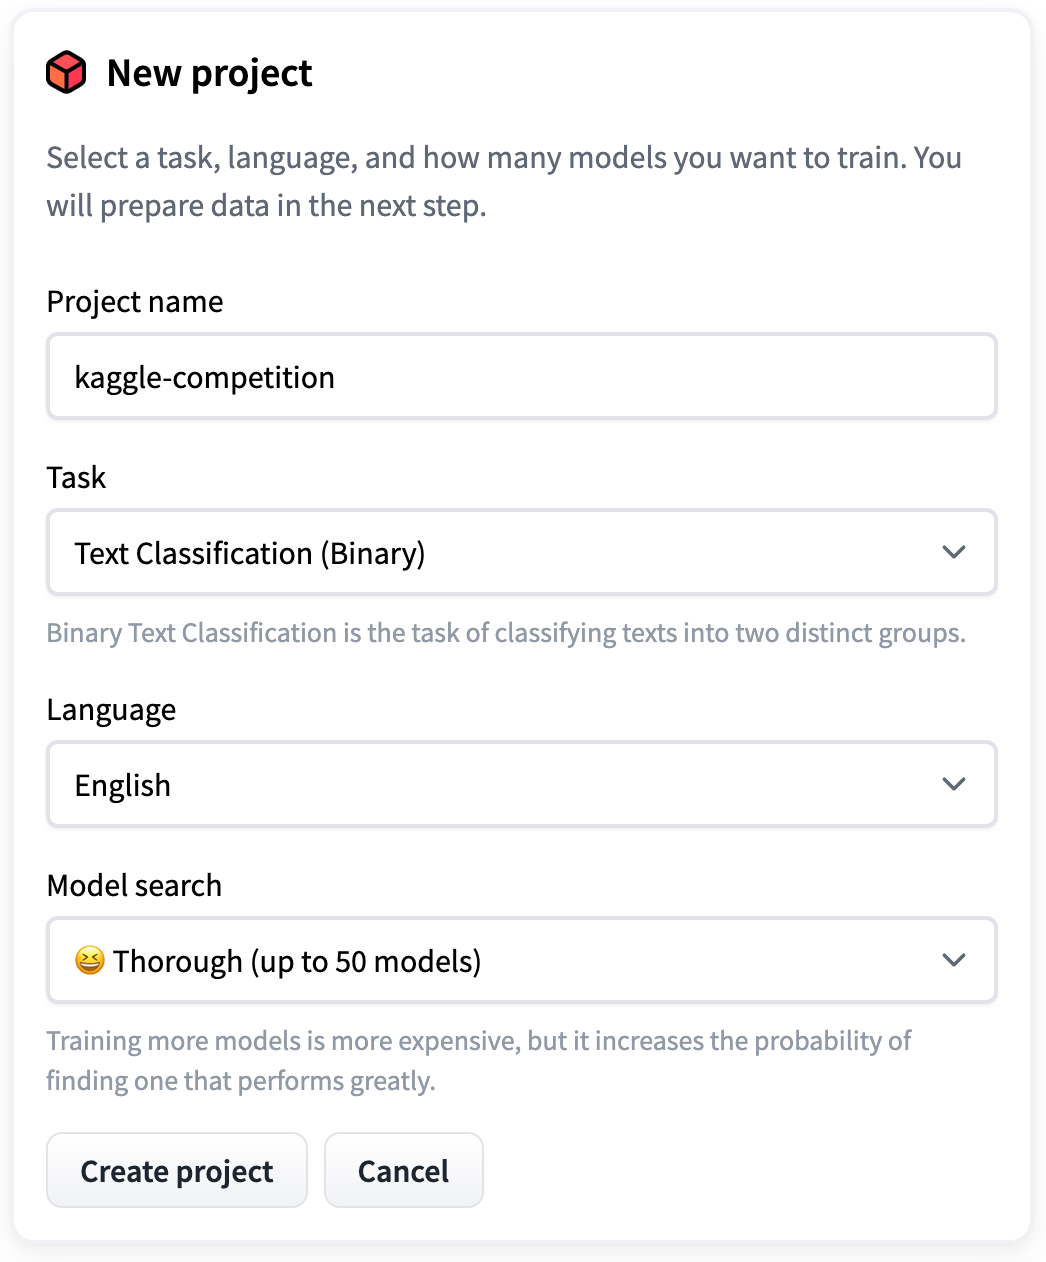 New project
Select a task, language, and how many models you want to train. You
will prepare data in the next step.
Project name
kaggle-competition
Task
Text Classification (Binary)
Binary Text Classification is the task of classifying texts into two distinct groups.
Language
English
Model search
😆 Thorough (up to 50 models)
Training more models is more expensive, but it increases the probability of
finding one that performs greatly.
Create project Cancel